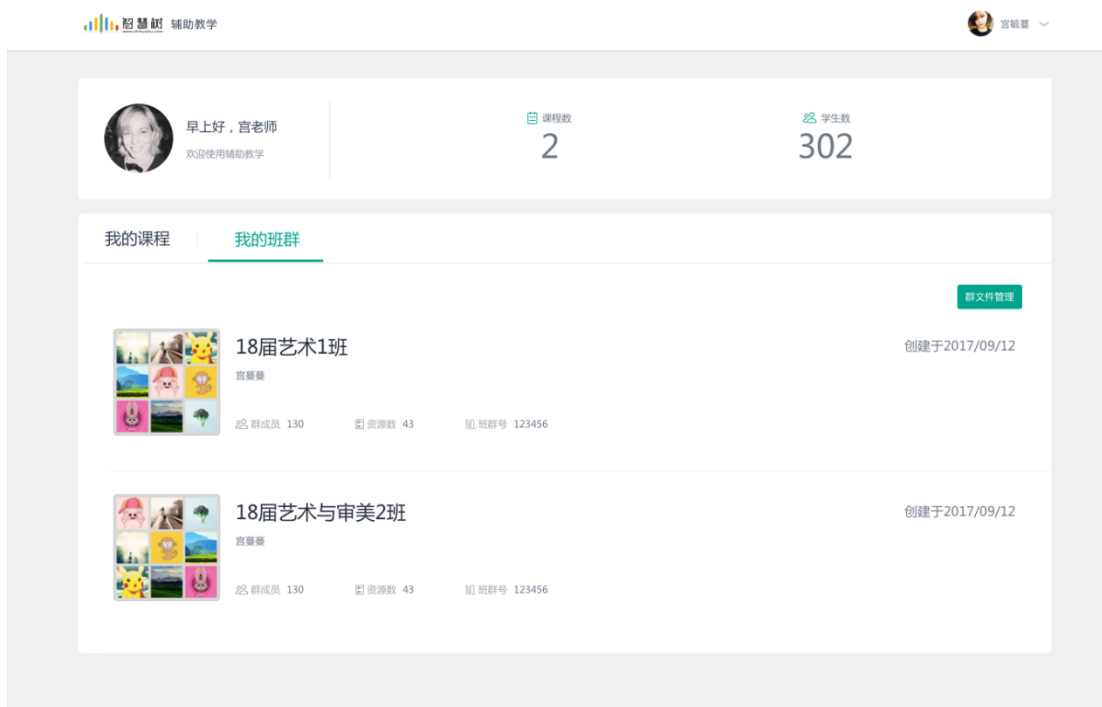 智慧树 辅助教学
www.zhihuishu.com
宫毓蔓
早上好，宫老师
欢迎使用辅助教学
课程数
2
学生数
302
我的课程
我的班群
群文件管理
18届艺术1班
创建于2017/09/12
宫蔓蔓
群成员 130
资源数 43
班群号 123456
18届艺术与审美2班
创建于2017/09/12
宫蔓蔓
群成员 130
资源数 43
班群号 123456